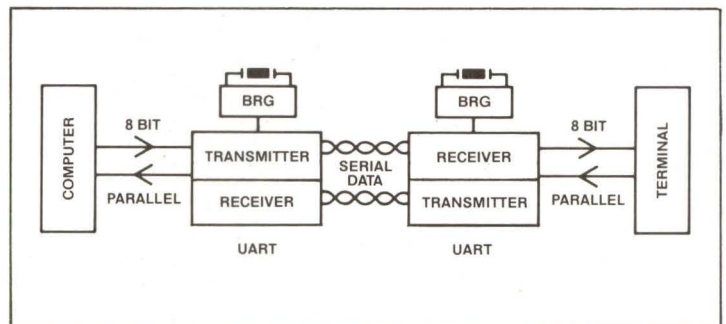 BRG
BRG
COMPUTER
8 BIT
PARALLEL
TRANSMITTER
RECEIVER
UART
SERIAL
DATA
RECEIVER
TRANSMITTER
UART
8 BIT
PARALLEL
TERMINAL